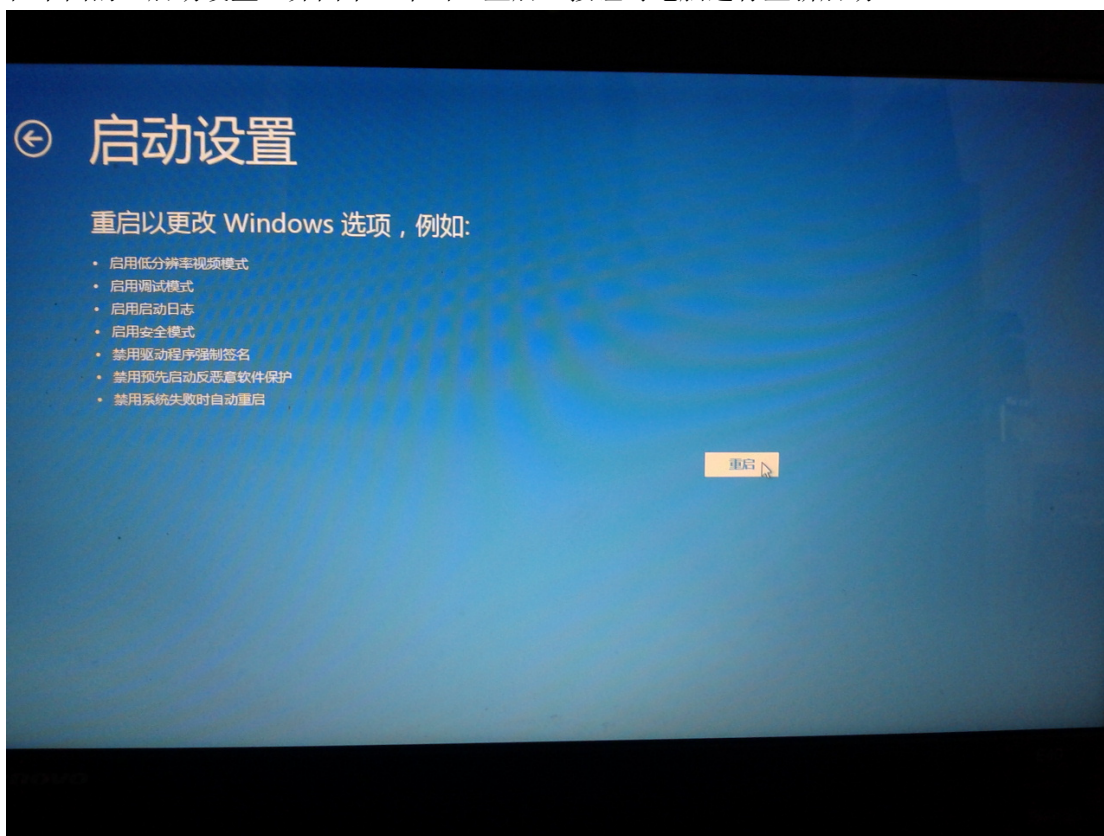 启动设置
重启以更改 Windows 选项，例如:
• 启用低分辨率视频模式
• 启用调试模式
• 启用启动日志
• 启用安全模式
• 禁用驱动程序强制签名
• 禁用预先启动反恶意软件保护
• 禁用系统失败时自动重启
重启